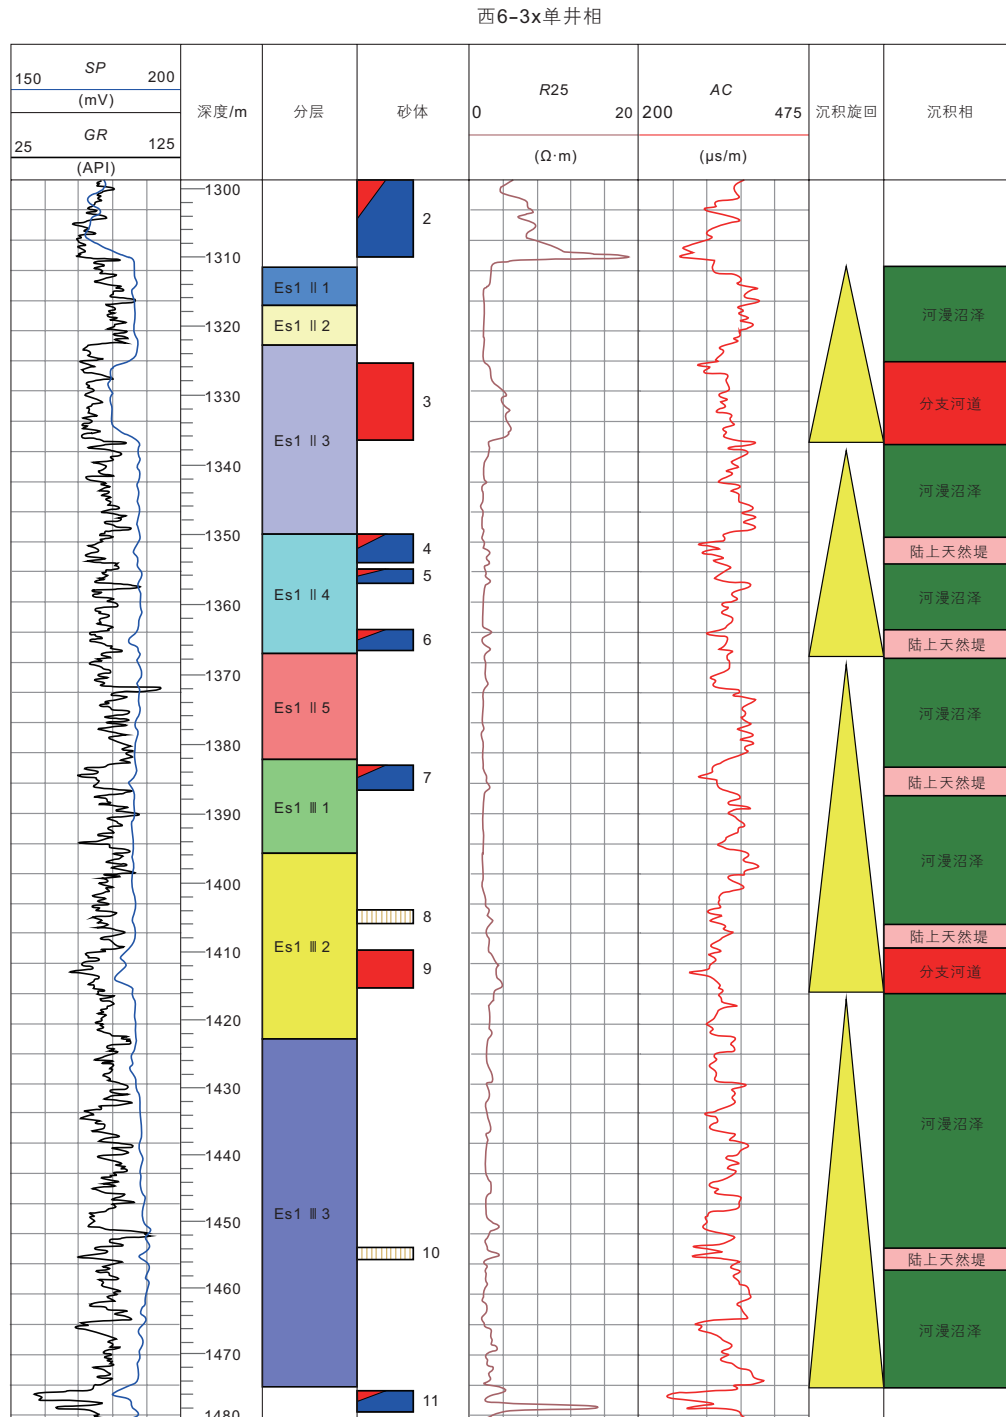 西6-3x单井相
SP
150 200
(mV)
GR
25 125
(API)
深度/m
分层
砂体
R25
0 20
(Ω·m)
AC
200 475
(μs/m)
沉积旋回
沉积相
1300
1310
1320
1330
1340
1350
1360
1370
1380
1390
1400
1410
1420
1430
1440
1450
1460
1470
1480
Es1 Ⅱ 1
Es1 Ⅱ 2
Es1 Ⅱ 3
Es1 Ⅱ 4
Es1 Ⅱ 5
Es1 Ⅲ 1
Es1 Ⅲ 2
Es1 Ⅲ 3
2
3
4
5
6
7
8
9
10
11
河漫沼泽
分支河道
河漫沼泽
陆上天然堤
河漫沼泽
陆上天然堤
河漫沼泽
陆上天然堤
河漫沼泽
陆上天然堤
分支河道
河漫沼泽
陆上天然堤
河漫沼泽